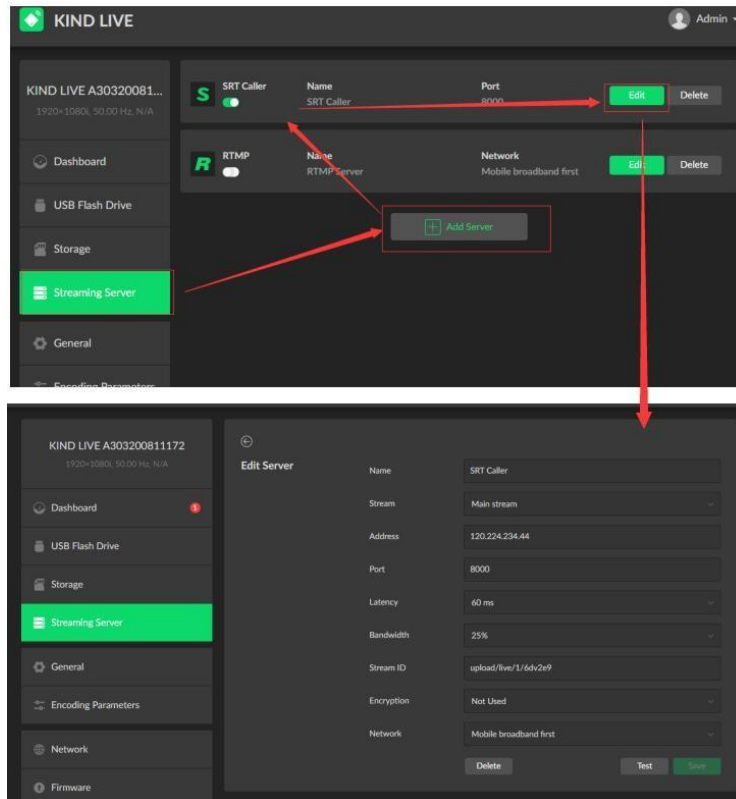 KIND LIVE
Admin
KIND LIVE A30320081...
1920×1080i, 50.00 Hz, N/A
SRT Caller
Name
SRT Caller
Port
8000
Edit
Delete
RTMP
Name
RTMP Server
Network
Mobile broadband first
Edit
Delete
Add Server
Dashboard
USB Flash Drive
Storage
Streaming Server
General
Encoding Parameters
KIND LIVE A303200811172
1920×1080i, 50.00 Hz, N/A
Dashboard
1
USB Flash Drive
Storage
Streaming Server
General
Encoding Parameters
Network
Firmware
Edit Server
Name
SRT Caller
Stream
Main stream
Address
120.224.234.44
Port
8000
Latency
60 ms
Bandwidth
25%
Stream ID
upload/live/1/6dv2e9
Encryption
Not Used
Network
Mobile broadband first
Delete
Test
Save